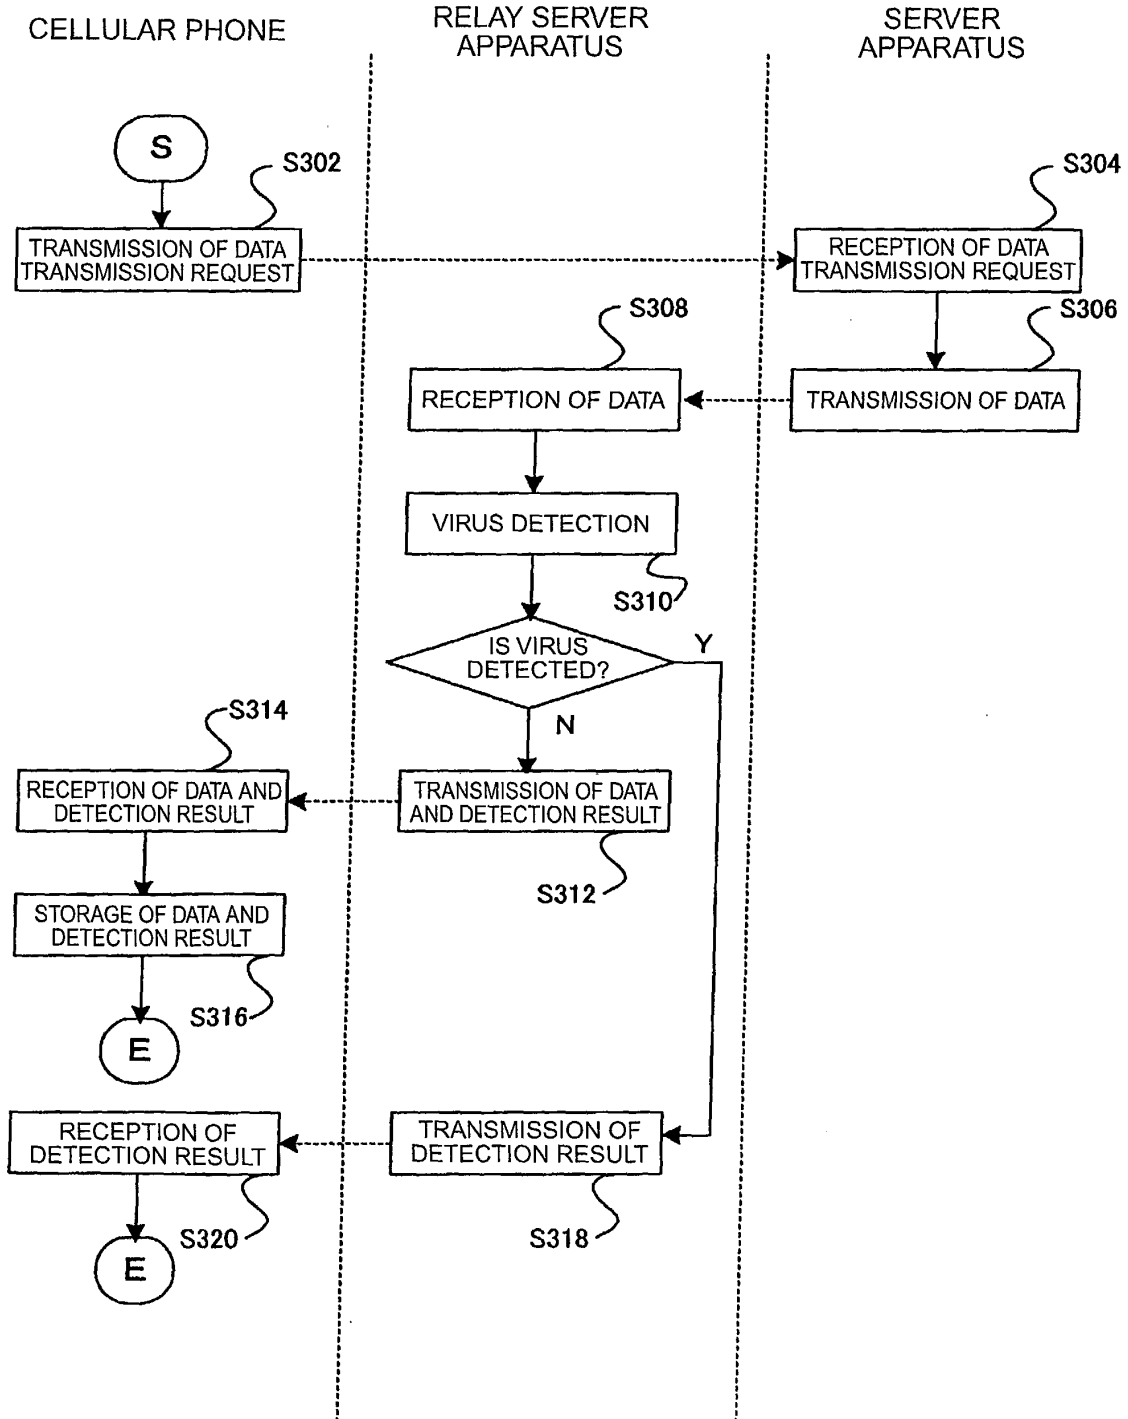 CELLULAR PHONE
RELAY SERVER
APPARATUS
SERVER
APPARATUS
S
S302
TRANSMISSION OF DATA
TRANSMISSION REQUEST
S304
RECEPTION OF DATA
TRANSMISSION REQUEST
S306
TRANSMISSION OF DATA
S308
RECEPTION OF DATA
VIRUS DETECTION
S310
IS VIRUS
DETECTED?
Y
N
S314
RECEPTION OF DATA AND
DETECTION RESULT
TRANSMISSION OF DATA
AND DETECTION RESULT
S312
STORAGE OF DATA AND
DETECTION RESULT
S316
E
RECEPTION OF
DETECTION RESULT
TRANSMISSION OF
DETECTION RESULT
S320
S318
E